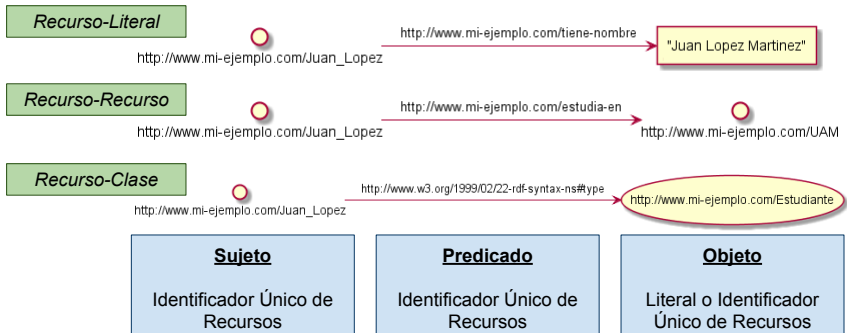 Recurso-Literal
http://www.mi-ejemplo.com/Juan_Lopez
http://www.mi-ejemplo.com/tiene-nombre
"Juan Lopez Martinez"
Recurso-Recurso
http://www.mi-ejemplo.com/Juan_Lopez
http://www.mi-ejemplo.com/estudia-en
http://www.mi-ejemplo.com/UAM
Recurso-Clase
http://www.mi-ejemplo.com/Juan_Lopez
http://www.w3.org/1999/02/22-rdf-syntax-ns#type
http://www.mi-ejemplo.com/Estudiante
Sujeto
Identificador Único de
Recursos
Predicado
Identificador Único de
Recursos
Objeto
Literal o Identificador
Único de Recursos